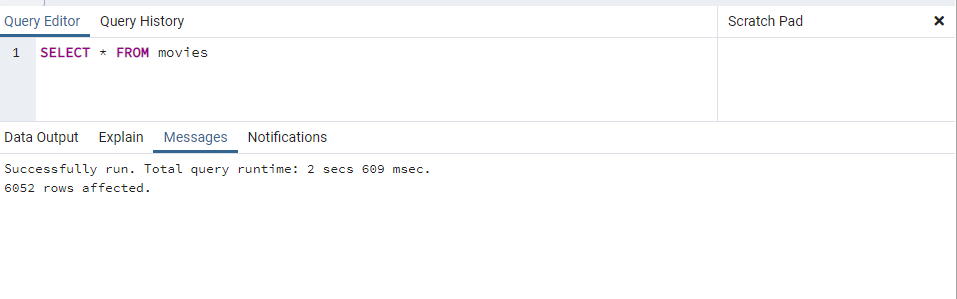 Query Editor Query History Scratch Pad ×
1 SELECT * FROM movies
Data Output Explain Messages Notifications
Successfully run. Total query runtime: 2 secs 609 msec.
6052 rows affected.